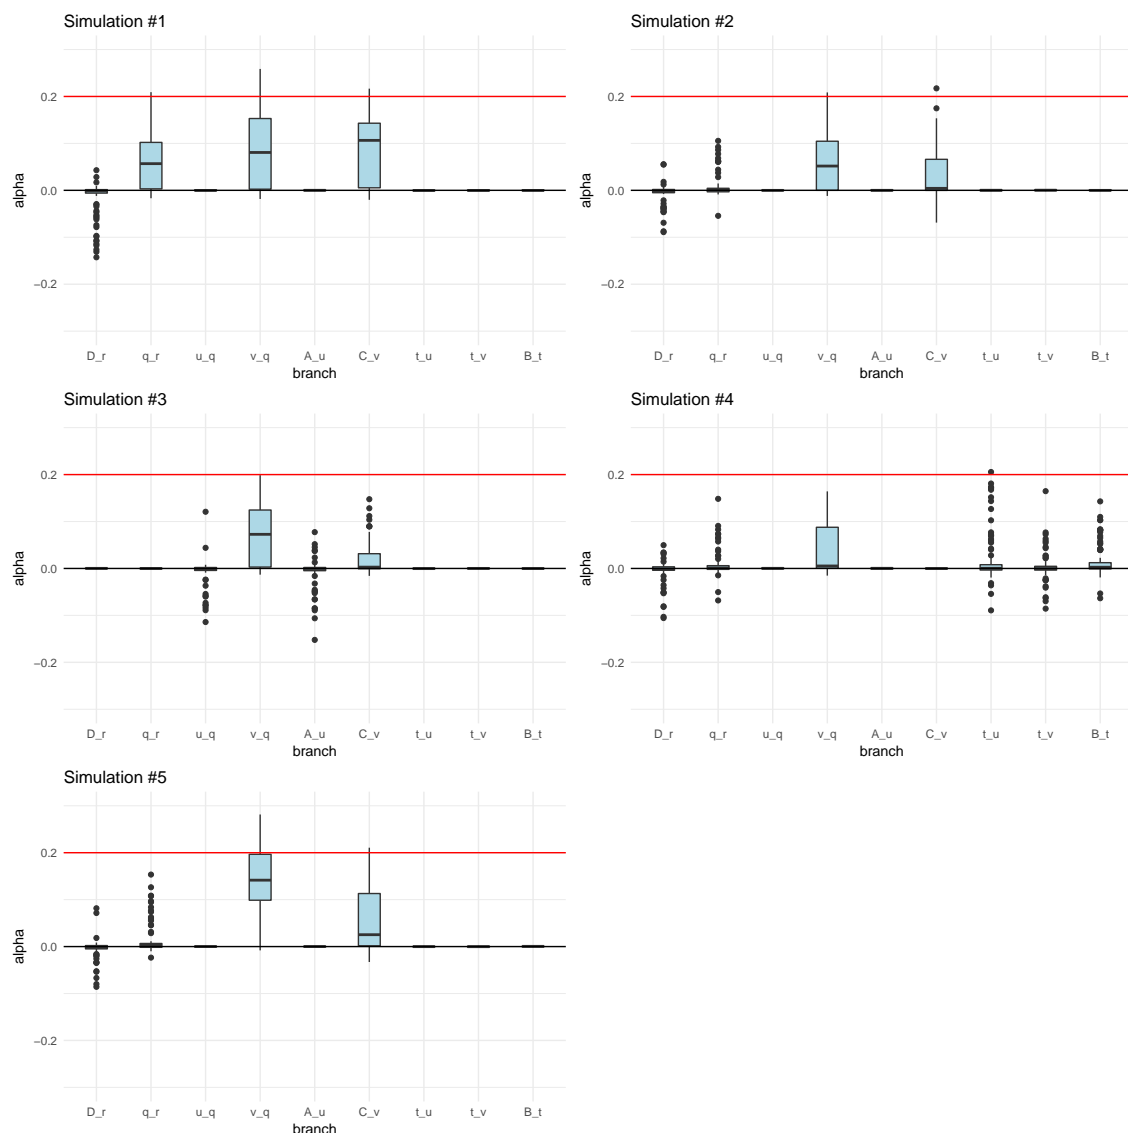 Simulation #1
0.2
0.0
−0.2
alpha
D_r q_r u_q v_q A_u C_v t_u t_v B_t
branch
Simulation #2
0.2
0.0
−0.2
alpha
D_r q_r u_q v_q A_u C_v t_u t_v B_t
branch
Simulation #3
0.2
0.0
−0.2
alpha
D_r q_r u_q v_q A_u C_v t_u t_v B_t
branch
Simulation #4
0.2
0.0
−0.2
alpha
D_r q_r u_q v_q A_u C_v t_u t_v B_t
branch
Simulation #5
0.2
0.0
−0.2
alpha
D_r q_r u_q v_q A_u C_v t_u t_v B_t
branch